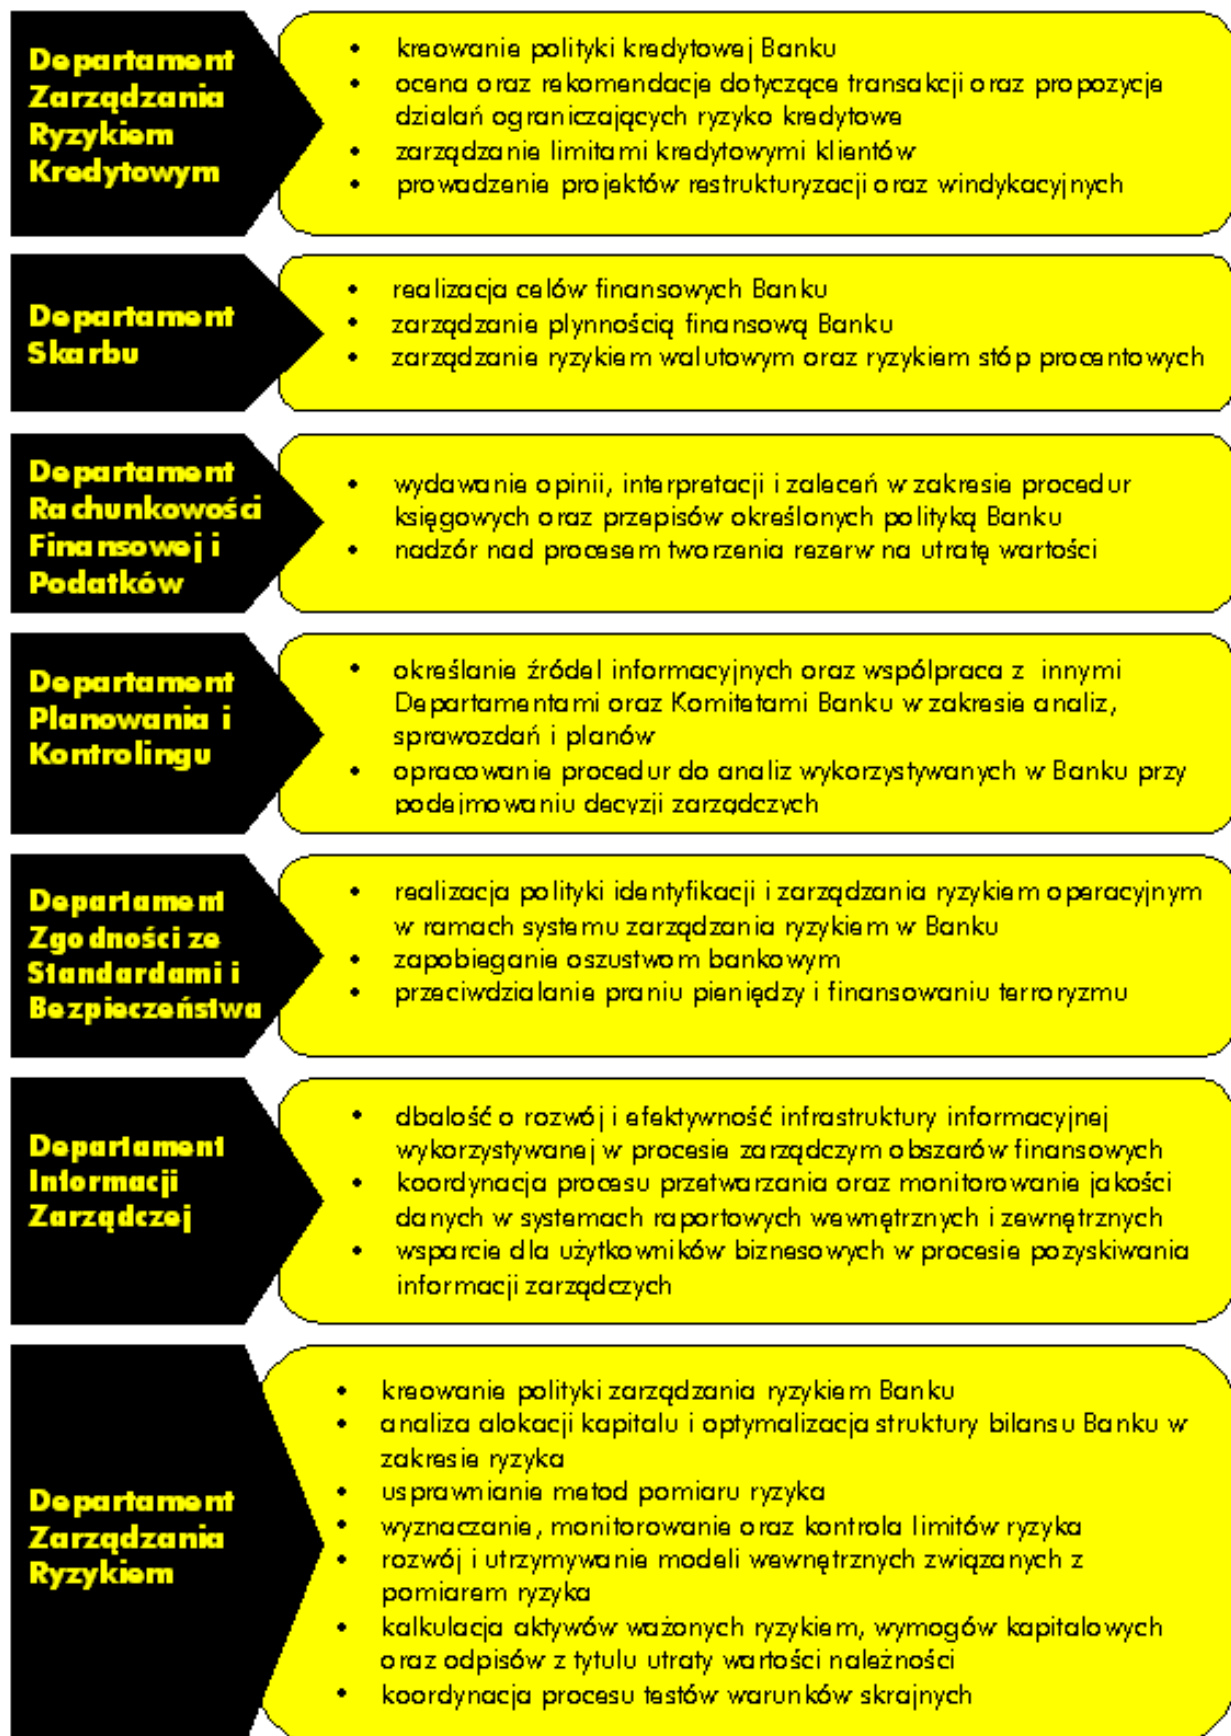 Departament
Zarządzania
Ryzykiem
Kredytowym
• kreowanie polityki kredytowej Banku
• ocena oraz rekomendacje dotyczące transakcji oraz propozycje
dzialań ograniczających ryzyko kredytowe
• zarządzanie limitami kredytowymi klientów
• prowadzenie projektów restrukturyzacji oraz windykacyjnych
Departament
Skarbu
• realizacja celów finansowych Banku
• zarządzanie plynnością finansową Banku
• zarządzanie ryzykiem walutowym oraz ryzykiem stóp procentowych
Departament
Rachunkowości
Finansowej i
Podatków
• wydawanie opinii, interpretacji i zaleceń w zakresie procedur
księgowych oraz przepisów określonych polityką Banku
• nadzór nad procesem tworzenia rezerw na utratę wartości
Departament
Planowania i
Kontrolingu
• określanie źródel informacyjnych oraz wspólpraca z innymi
Departamentami oraz Komitetami Banku w zakresie analiz,
sprawozdań i planów
• opracowanie procedur do analiz wykorzystywanych w Banku przy
podejmowaniu decyzji zarządczych
Departament
Zgodności ze
Standardami i
Bezpieczeństwa
• realizacja polityki identyfikacji i zarządzania ryzykiem operacyjnym
w ramach systemu zarządzania ryzykiem w Banku
• zapobieganie oszustwom bankowym
• przeciwdzialanie praniu pieniędzy i finansowaniu terroryzmu
Departament
Informacji
Zarządczej
• dbalość o rozwój i efektywność infrastruktury informacyjnej
wykorzystywanej w procesie zarządczym obszarów finansowych
• koordynacja procesu przetwarzania oraz monitorowanie jakości
danych w systemach raportowych wewnętrznych i zewnętrznych
• wsparcie dla użytkowników biznesowych w procesie pozyskiwania
informacji zarządczych
Departament
Zarządzania
Ryzykiem
• kreowanie polityki zarządzania ryzykiem Banku
• analiza alokacji kapitalu i optymalizacja struktury bilansu Banku w
zakresie ryzyka
• usprawnianie metod pomiaru ryzyka
• wyznaczanie, monitorowanie oraz kontrola limitów ryzyka
• rozwój i utrzymywanie modeli wewnętrznych związanych z
pomiarem ryzyka
• kalkulacja aktywów ważonych ryzykiem, wymogów kapitalowych
oraz odpisów z tytulu utraty wartości należności
• koordynacja procesu testów warunków skrajnych